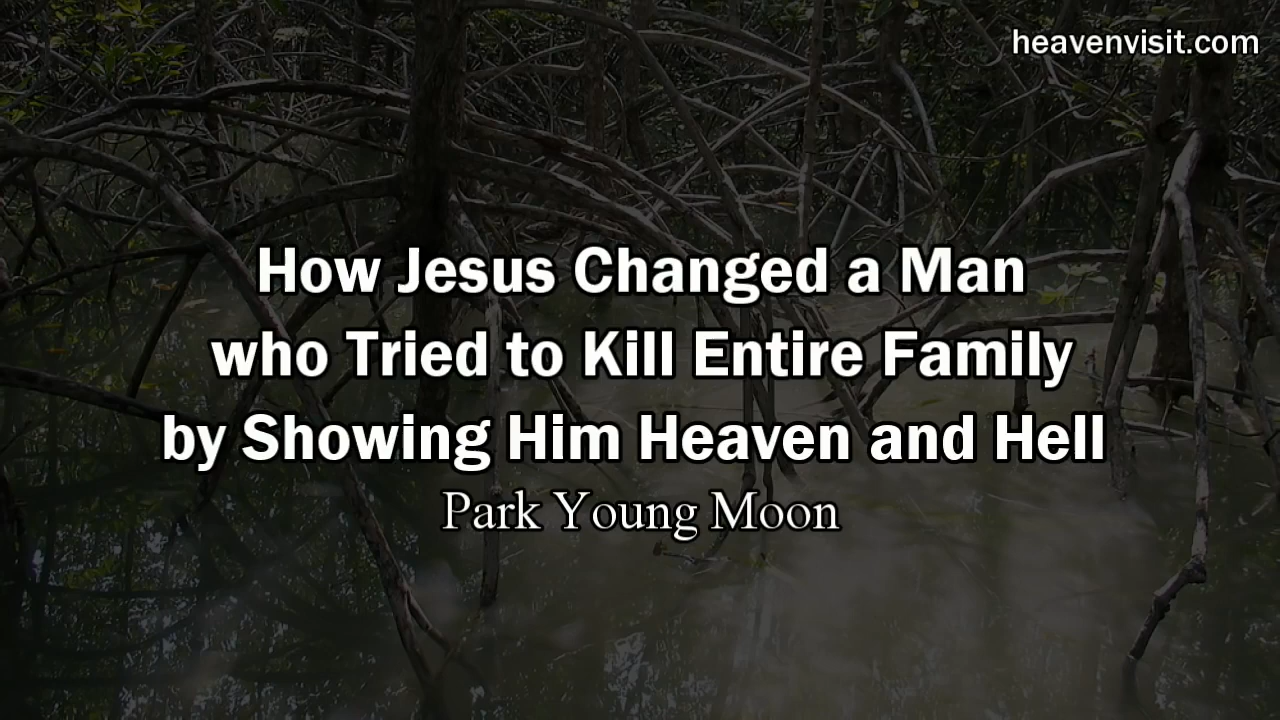 heavenvisit.com
How Jesus Changed a Man
who Tried to Kill Entire Family
by Showing Him Heaven and Hell
Park Young Moon